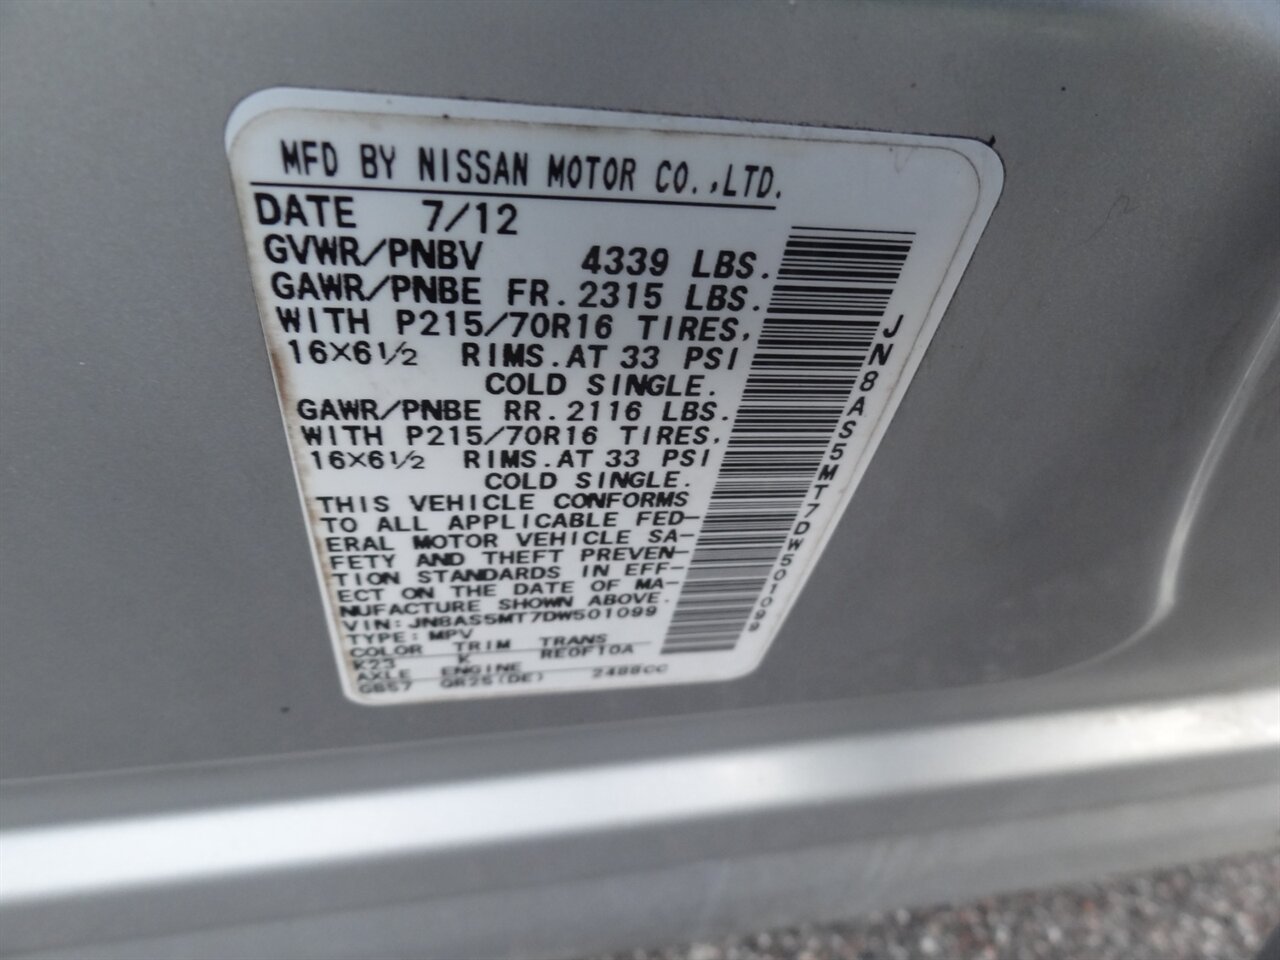 MFD BY NISSAN MOTOR CO.,LTD.
DATE 7/12
GVWR/PNBV 4339 LBS.
GAWR/PNBE FR. 2315 LBS.
WITH P215/70R16 TIRES,
16X6 1/2 RIMS. AT 33 PSI
COLD SINGLE.
GAWR/PNBE RR. 2116 LBS.
WITH P215/70R16 TIRES,
16X6 1/2 RIMS. AT 33 PSI
COLD SINGLE.
THIS VEHICLE CONFORMS
TO ALL APPLICABLE FED-
ERAL MOTOR VEHICLE SA-
FETY AND THEFT PREVEN-
TION STANDARDS IN EFF-
ECT ON THE DATE OF MA-
NUFACTURE SHOWN ABOVE.
VIN: JN8AS5MT7DW501099
TYPE: MPV
COLOR TRIM TRANS
K23 K RE0F10A
AXLE ENGINE
GB57 QR25(DE) 2488CC
JN8AS5MT7DW501099